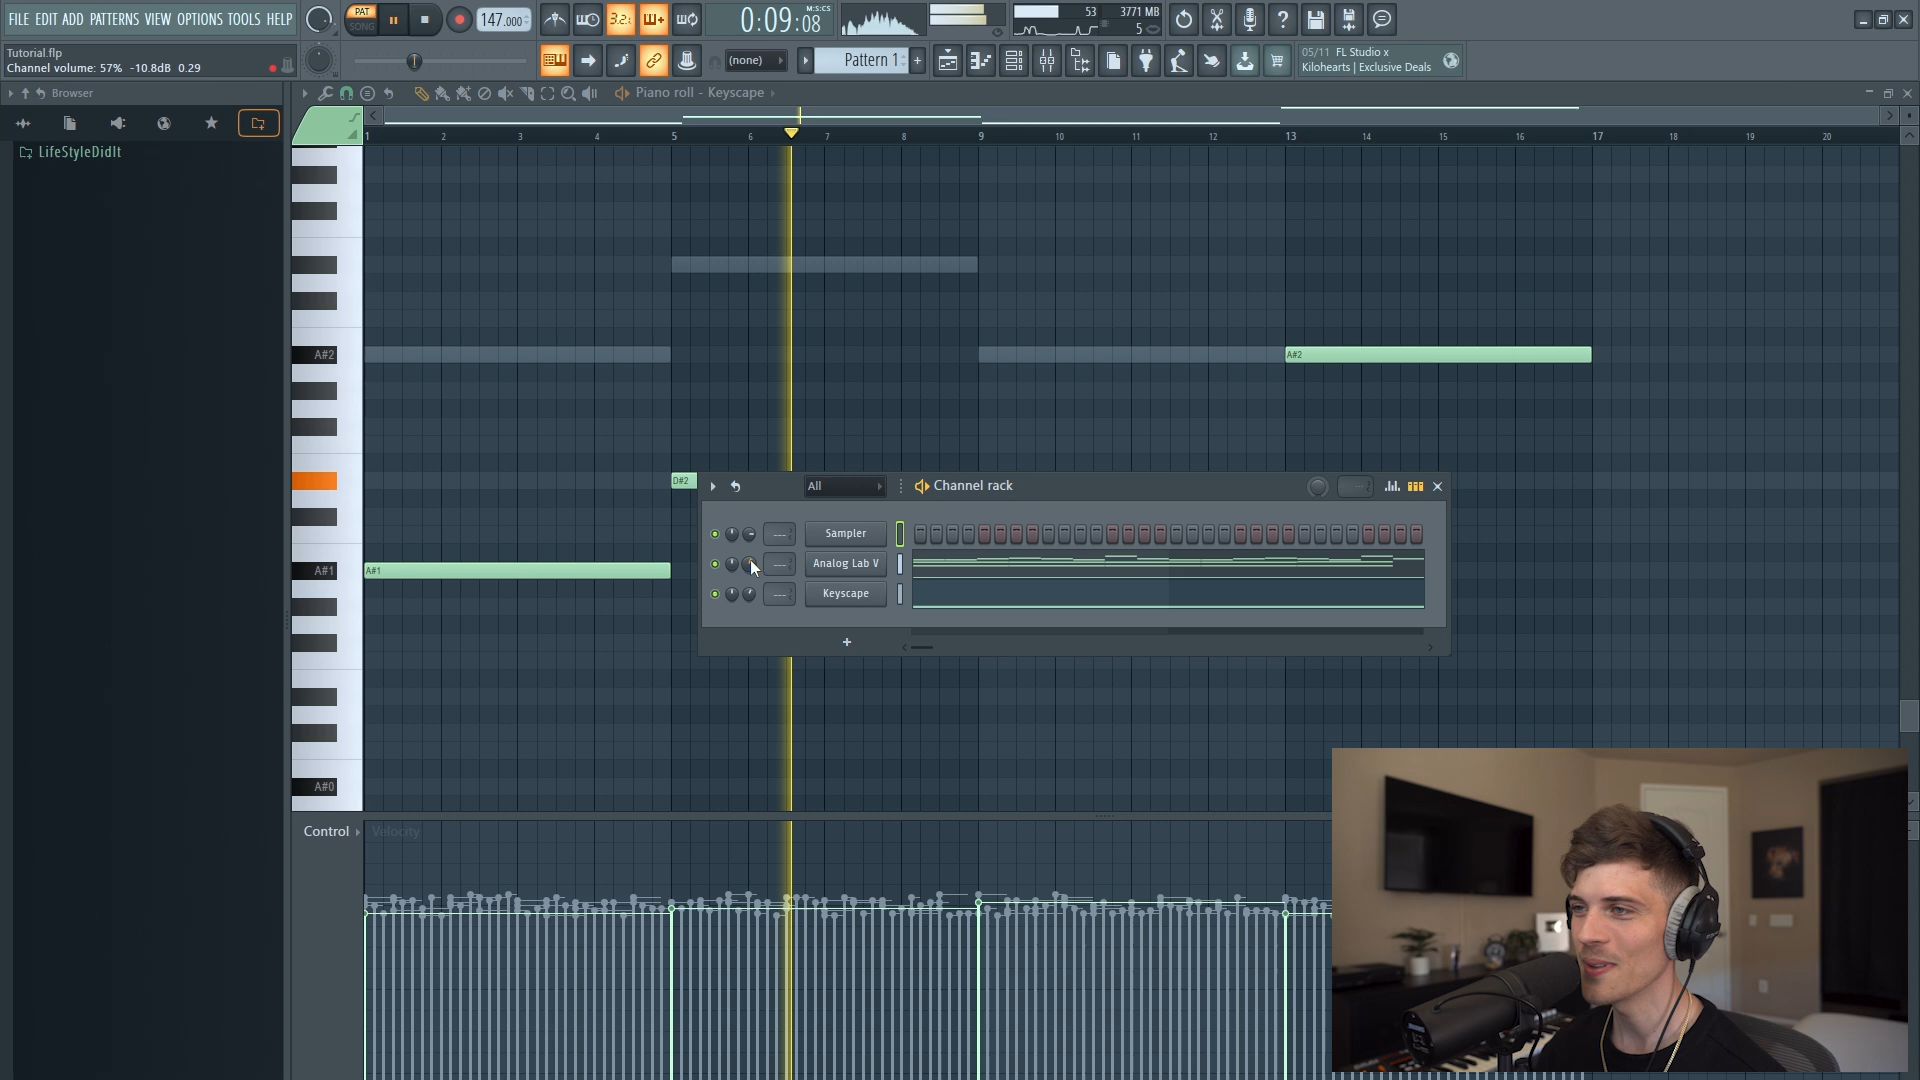 FILE EDIT ADD PATTERNS VIEW OPTIONS TOOLS HELP
PAT
SONG
147.000
3.2.
0:09:08
M:S:CS
53
3771 MB
5
Tutorial.flp
Channel volume: 57% -10.8dB 0.29
(none)
Pattern 1
+
05/11 FL Studio x
Kilohearts | Exclusive Deals
Browser
Piano roll - Keyscape
LifeStyleDidIt
1 2 3 4 5 6 7 8 9 10 11 12 13 14 15 16 17 18 19 20
A#2
A#2
D#2
A#1
A#1
A#0
All
Channel rack
Sampler
Analog Lab V
Keyscape
+
Control
Velocity